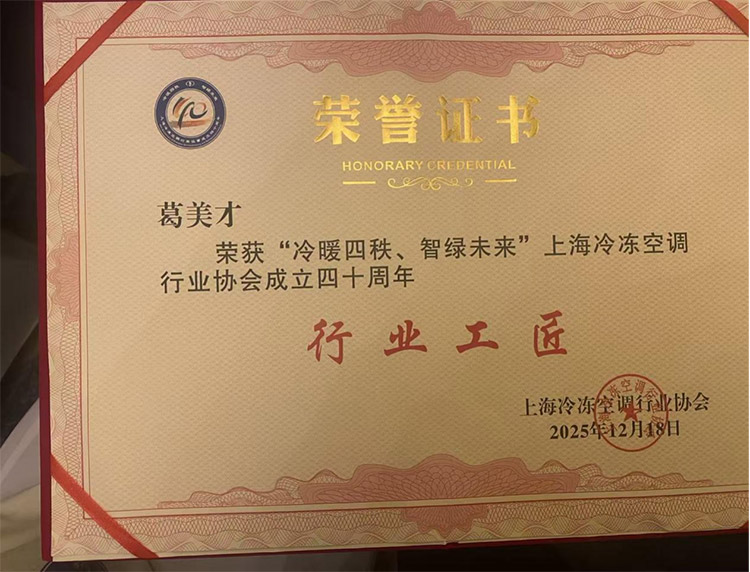 荣誉证书
HONORARY CREDENTIAL
葛美才
荣获“冷暖四秩、智绿未来”上海冷冻空调
行业协会成立四十周年
行业工匠
上海冷冻空调行业协会
2025年12月18日